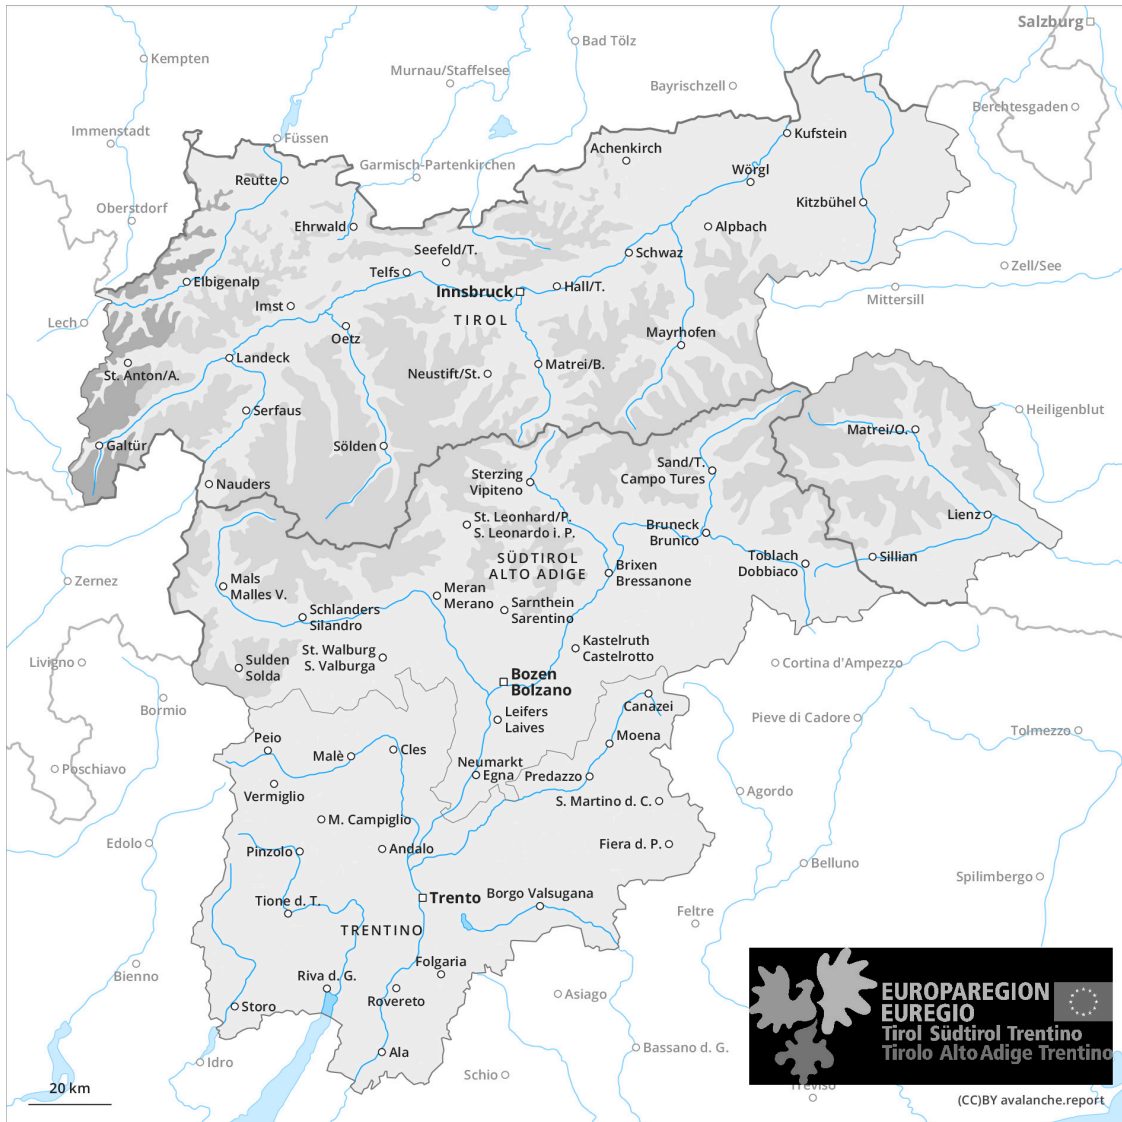 Salzburg
Bad Tölz
Kempten
Murnau/Staffelsee
Bayrischzell
Berchtesgaden
Immenstadt
Füssen
Kufstein
Achenkirch
Garmisch-Partenkirchen
Wörgl
Reutte
Kitzbühel
Oberstdorf
Ehrwald
Alpbach
Seefeld/T.
Schwaz
Telfs
Zell/See
Elbigenalp
Innsbruck
Hall/T.
Mittersill
Imst
Lech
TIROL
Oetz
Mayrhofen
Landeck
Matrei/B.
St. Anton/A.
Neustift/St.
Serfaus
Heiligenblut
Matrei/O.
Galtür
Sölden
Sterzing
Vipiteno
Sand/T.
Campo Tures
Nauders
St. Leonhard/P.
S. Leonardo i. P.
Bruneck
Brunico
Lienz
SÜDTIROL
ALTO ADIGE
Toblach
Dobbiaco
Sillian
Brixen
Bressanone
Zernez
Mals
Malles V.
Meran
Merano
Sarnthein
Sarentino
Schlanders
Silandro
Kastelruth
Castelrotto
St. Walburg
S. Valburga
Livigno
Sulden
Solda
Cortina d'Ampezzo
Bozen
Bolzano
Bormio
Canazei
Leifers
Laives
Pieve di Cadore
Tolmezzo
Peio
Moena
Malè
Cles
Neumarkt
Egna
Predazzo
Poschiavo
Vermiglio
S. Martino d. C.
Agordo
M. Campiglio
Edolo
Pinzolo
Andalo
Fiera d. P.
Belluno
Spilimbergo
Tione d. T.
Trento
Borgo Valsugana
Feltre
TRENTINO
Bienno
Folgaria
Riva d. G.
Rovereto
Asiago
Storo
EUROPAREGION
EUREGIO
Tirol Südtirol Trentino
Tirolo Alto Adige Trentino
Ala
Idro
Bassano d. G.
Schio
Treviso
20 km
(CC)BY avalanche.report